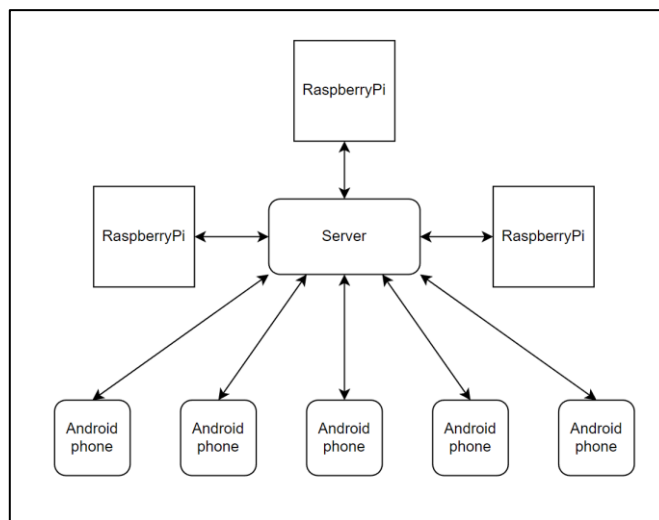 RaspberryPi
RaspberryPi
Server
RaspberryPi
Android
phone
Android
phone
Android
phone
Android
phone
Android
phone